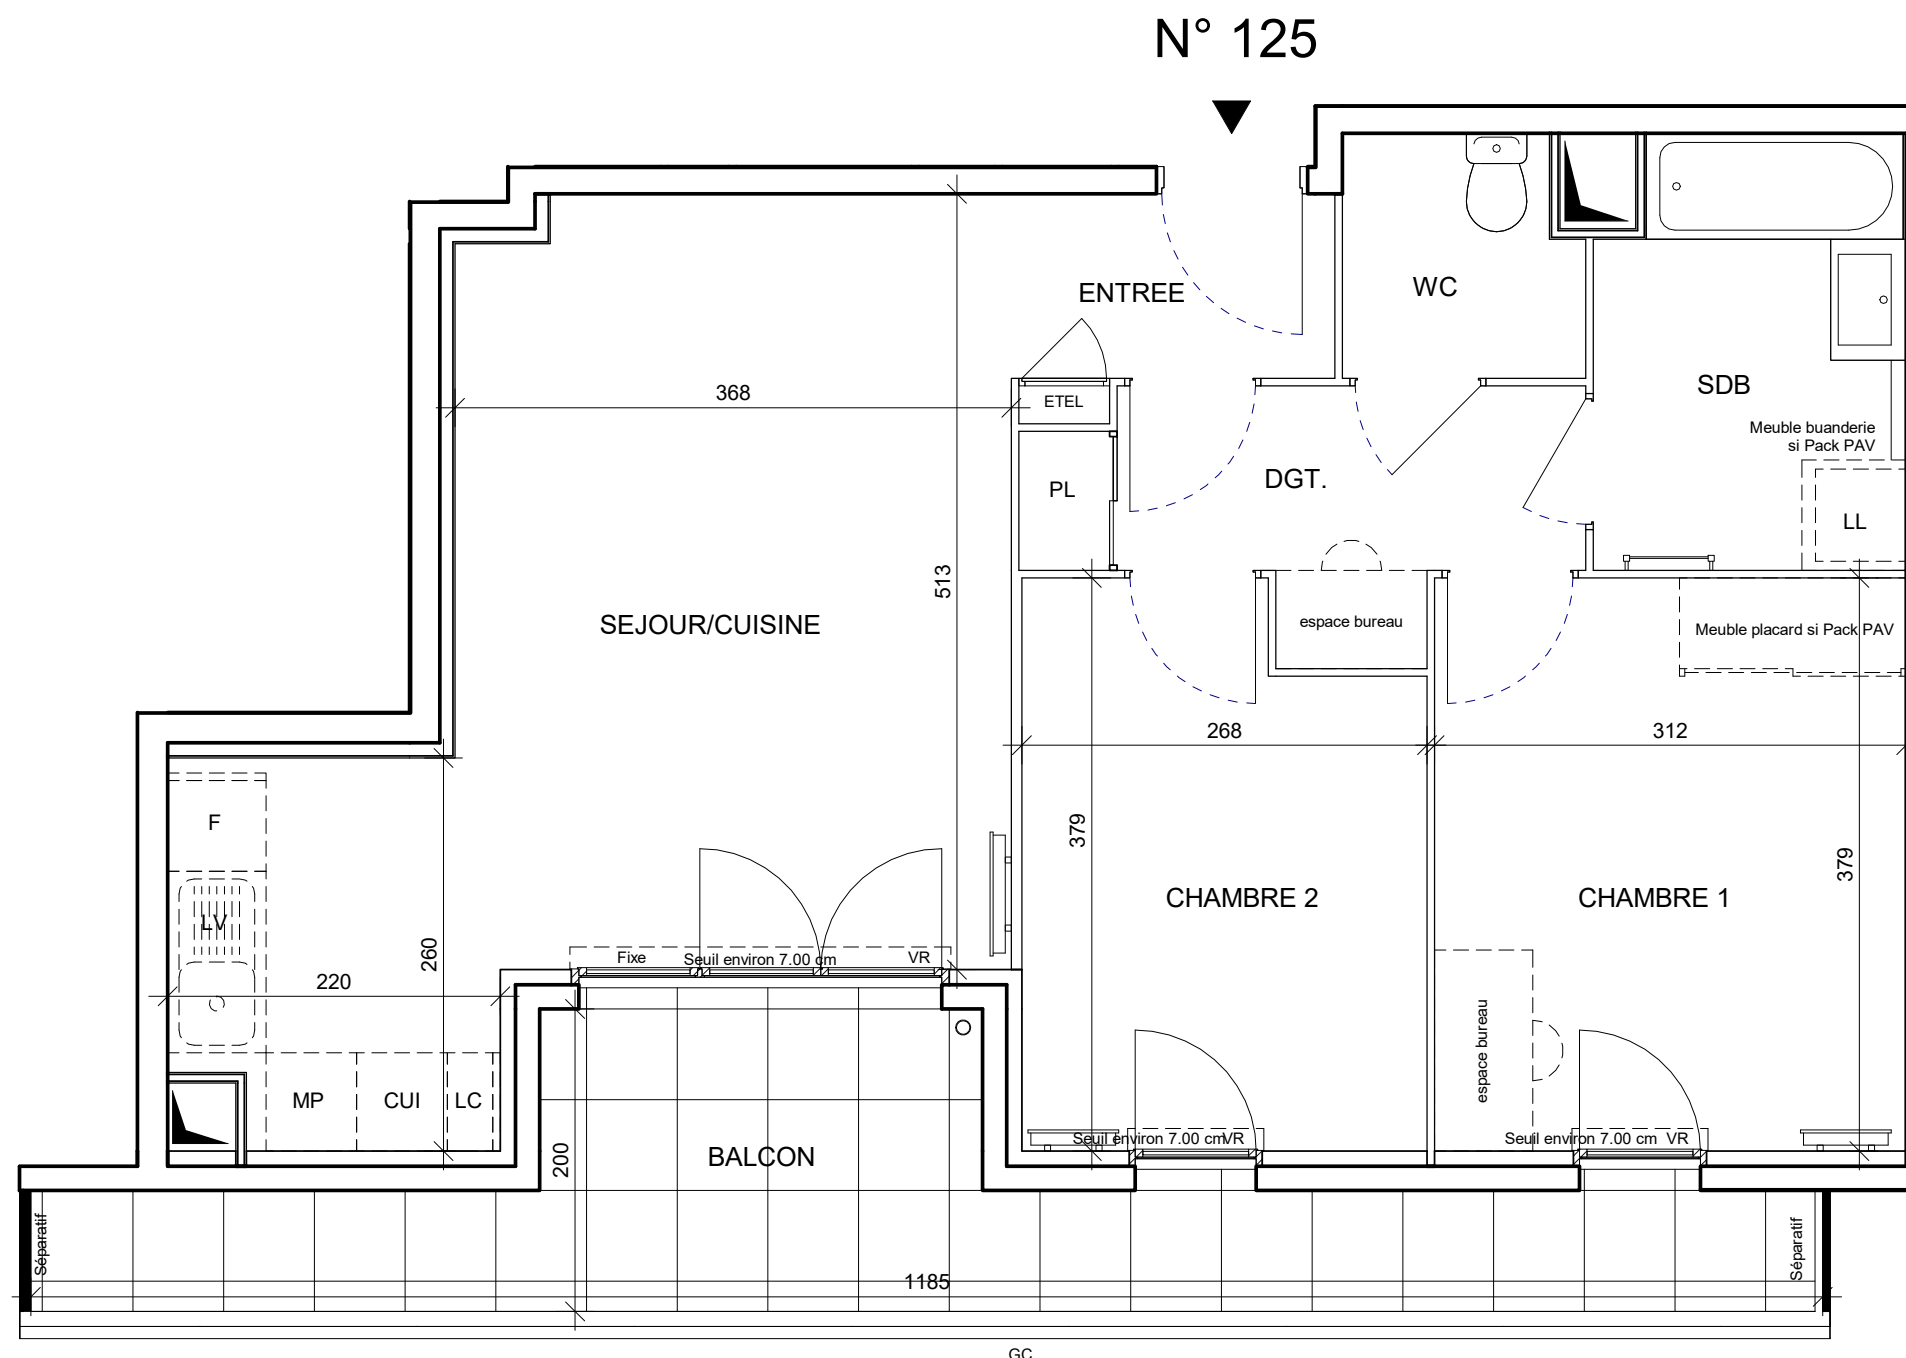 N° 125
ENTREE
WC
368
ETEL
SDB
Meuble buanderie
si Pack PAV
PL
DGT.
LL
513
SEJOUR/CUISINE
espace bureau
Meuble placard si Pack PAV
268
312
F
379
379
LV
CHAMBRE 2
CHAMBRE 1
260
Fixe
Seuil environ 7.00 cm
VR
220
espace bureau
MP
CUI
LC
200
BALCON
Seuil environ 7.00 cm
VR
Seuil environ 7.00 cm
VR
Séparatif
1185
Séparatif
GC